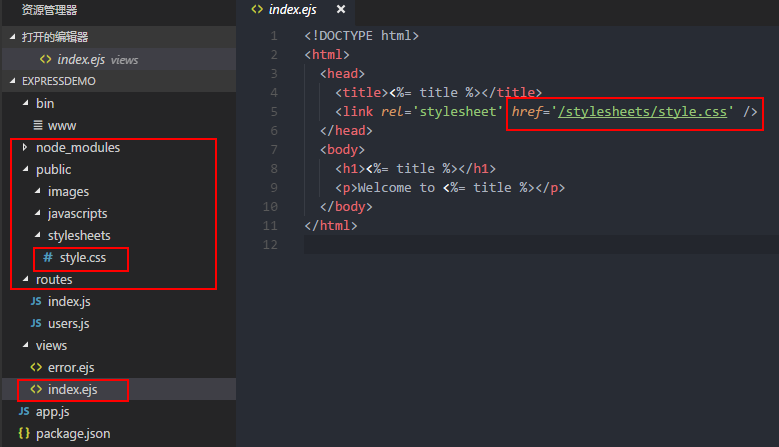 资源管理器
打开的编辑器
index.ejs views
EXPRESSDEMO
bin
www
node_modules
public
images
javascripts
stylesheets
# style.css
routes
JS index.js
JS users.js
views
<> error.ejs
<> index.ejs
JS app.js
{} package.json
<> index.ejs ×
1 <!DOCTYPE html>
2 <html>
3 <head>
4 <title><%= title %></title>
5 <link rel='stylesheet' href='/stylesheets/style.css' />
6 </head>
7 <body>
8 <h1><%= title %></h1>
9 <p>Welcome to <%= title %></p>
10 </body>
11 </html>
12